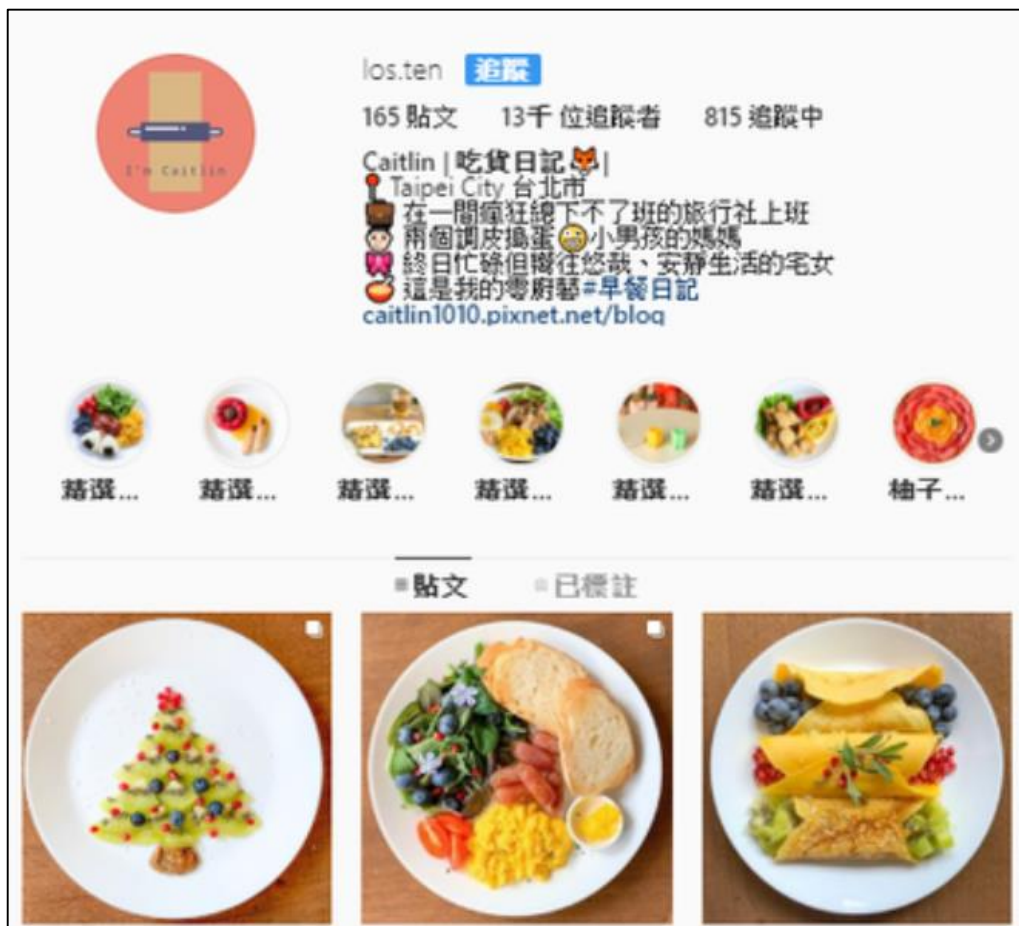 los.ten 追蹤
165 貼文 13千 位追蹤者 815 追蹤中
Caitlin | 吃貨日記 |
Taipei City 台北市
在一間瘋狂總下不了班的旅行社上班
兩個調皮搗蛋 小男孩的媽媽
終日忙碌但嚮往悠哉、安靜生活的宅女
這是我的零廚藝#早餐日記
caitlin1010.pixnet.net/blog
I'm Caitlin
精選... 精選... 精選... 精選... 精選... 精選... 柚子...
貼文 已標註